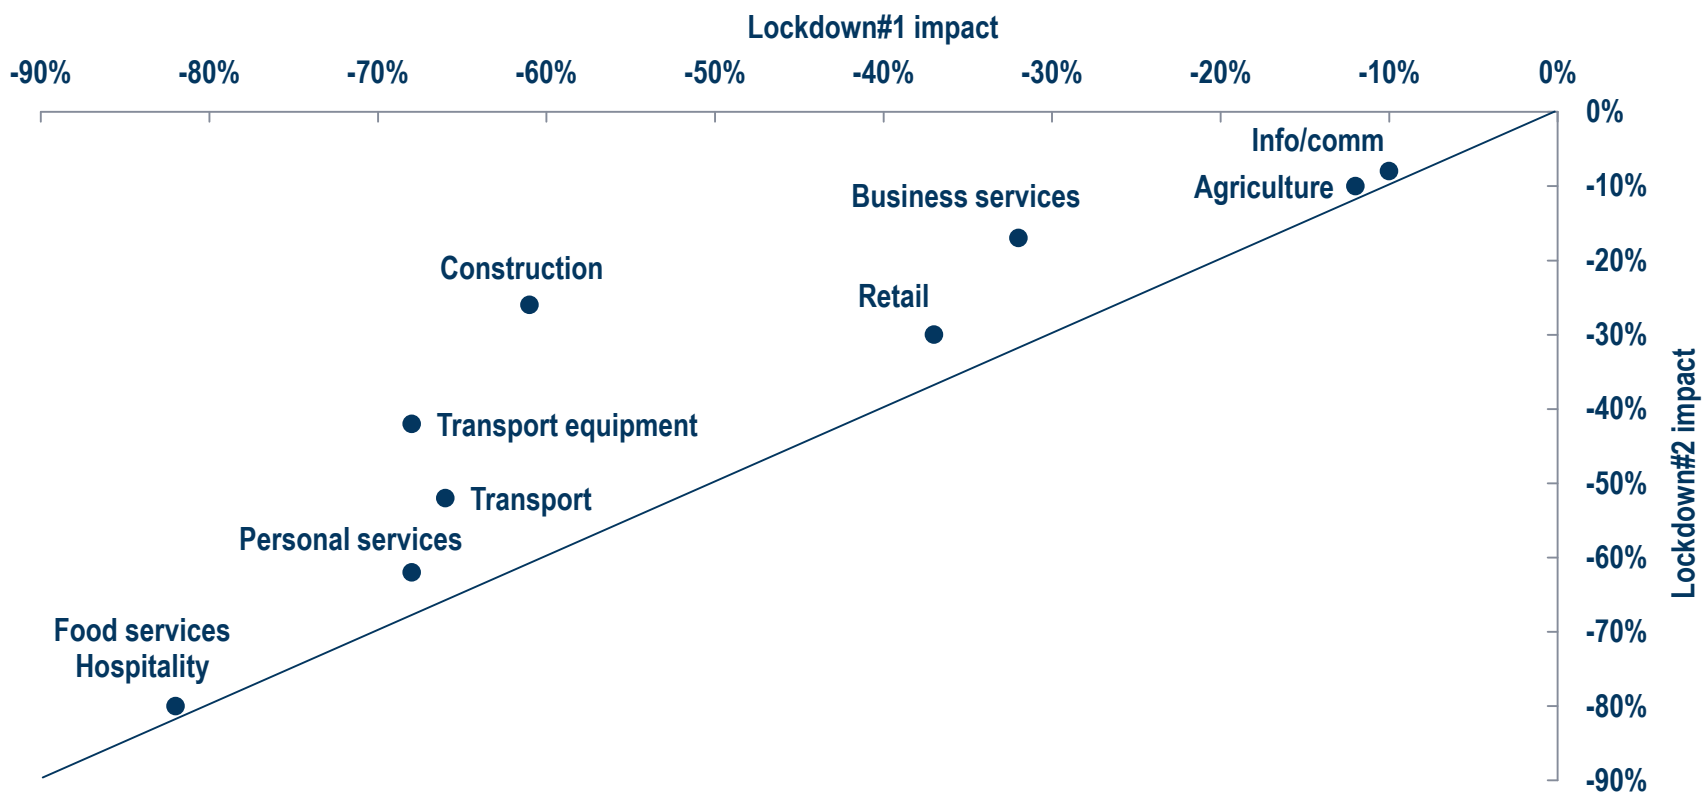 Lockdown#1 impact
-90% -80% -70% -60% -50% -40% -30% -20% -10% 0%
0%
Info/comm
-10%
Agriculture
Business services
-20%
Construction
Retail
-30%
-40%
Transport equipment
Lockdown#2 impact
-50%
Transport
Personal services
-60%
Food services
-70%
Hospitality
-80%
-90%